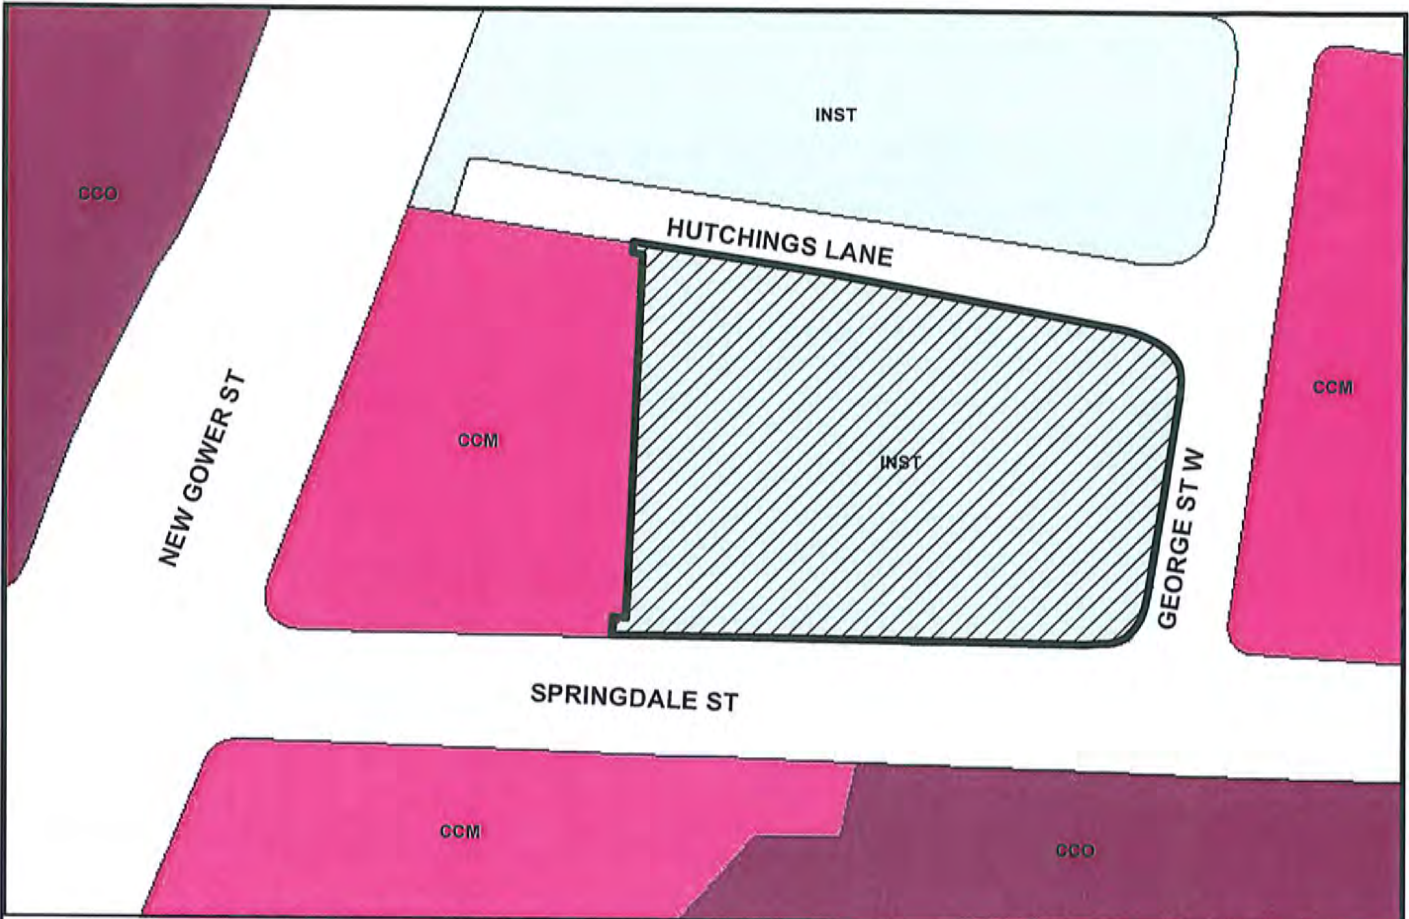 INST
CCO
HUTCHINGS LANE
CCM
NEW GOWER ST
CCM
INST
GEORGE ST W
SPRINGDALE ST
CCM
CCO